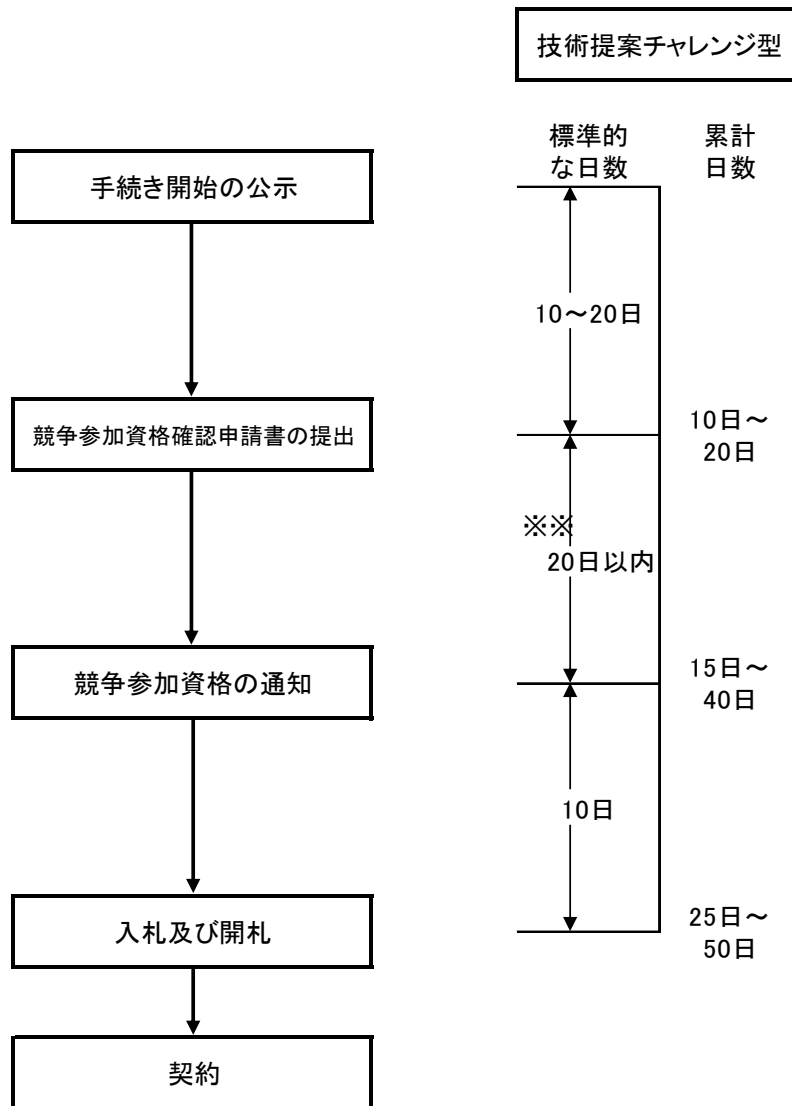 技術提案チャレンジ型
標準的
な日数
累計
日数
手続き開始の公示
10～20日
競争参加資格確認申請書の提出
10日～
20日
※※
20日以内
競争参加資格の通知
15日～
40日
10日
入札及び開札
25日～
50日
契約